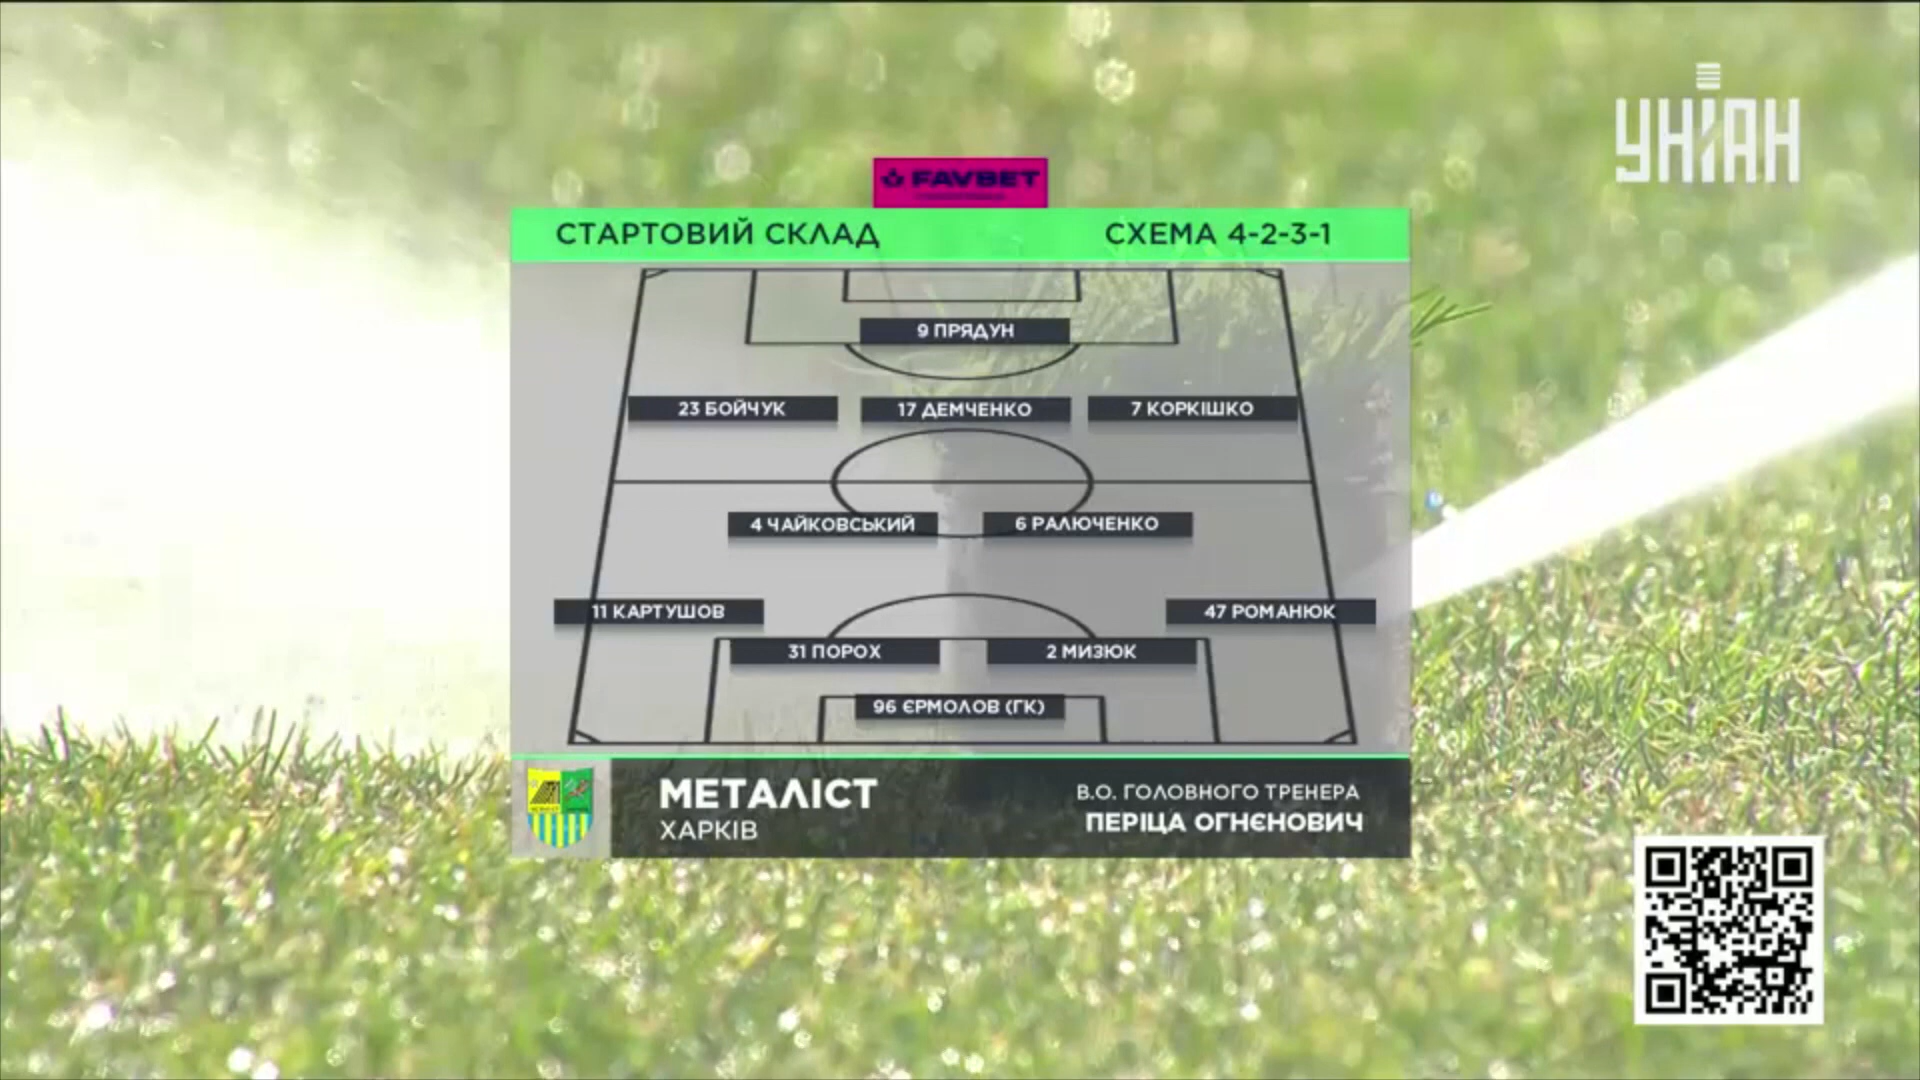 УНІАН
FAVBET
СТАРТОВИЙ СКЛАД
СХЕМА 4-2-3-1
9 ПРЯДУН
23 БОЙЧУК
17 ДЕМЧЕНКО
7 КОРКІШКО
4 ЧАЙКОВСЬКИЙ
6 РАЛЮЧЕНКО
11 КАРТУШОВ
47 РОМАНЮК
31 ПОРОХ
2 МИЗЮК
96 ЄРМОЛОВ (ГК)
МЕТАЛІСТ
ХАРКІВ
В.О. ГОЛОВНОГО ТРЕНЕРА
ПЕРІЦА ОГНЄНОВИЧ